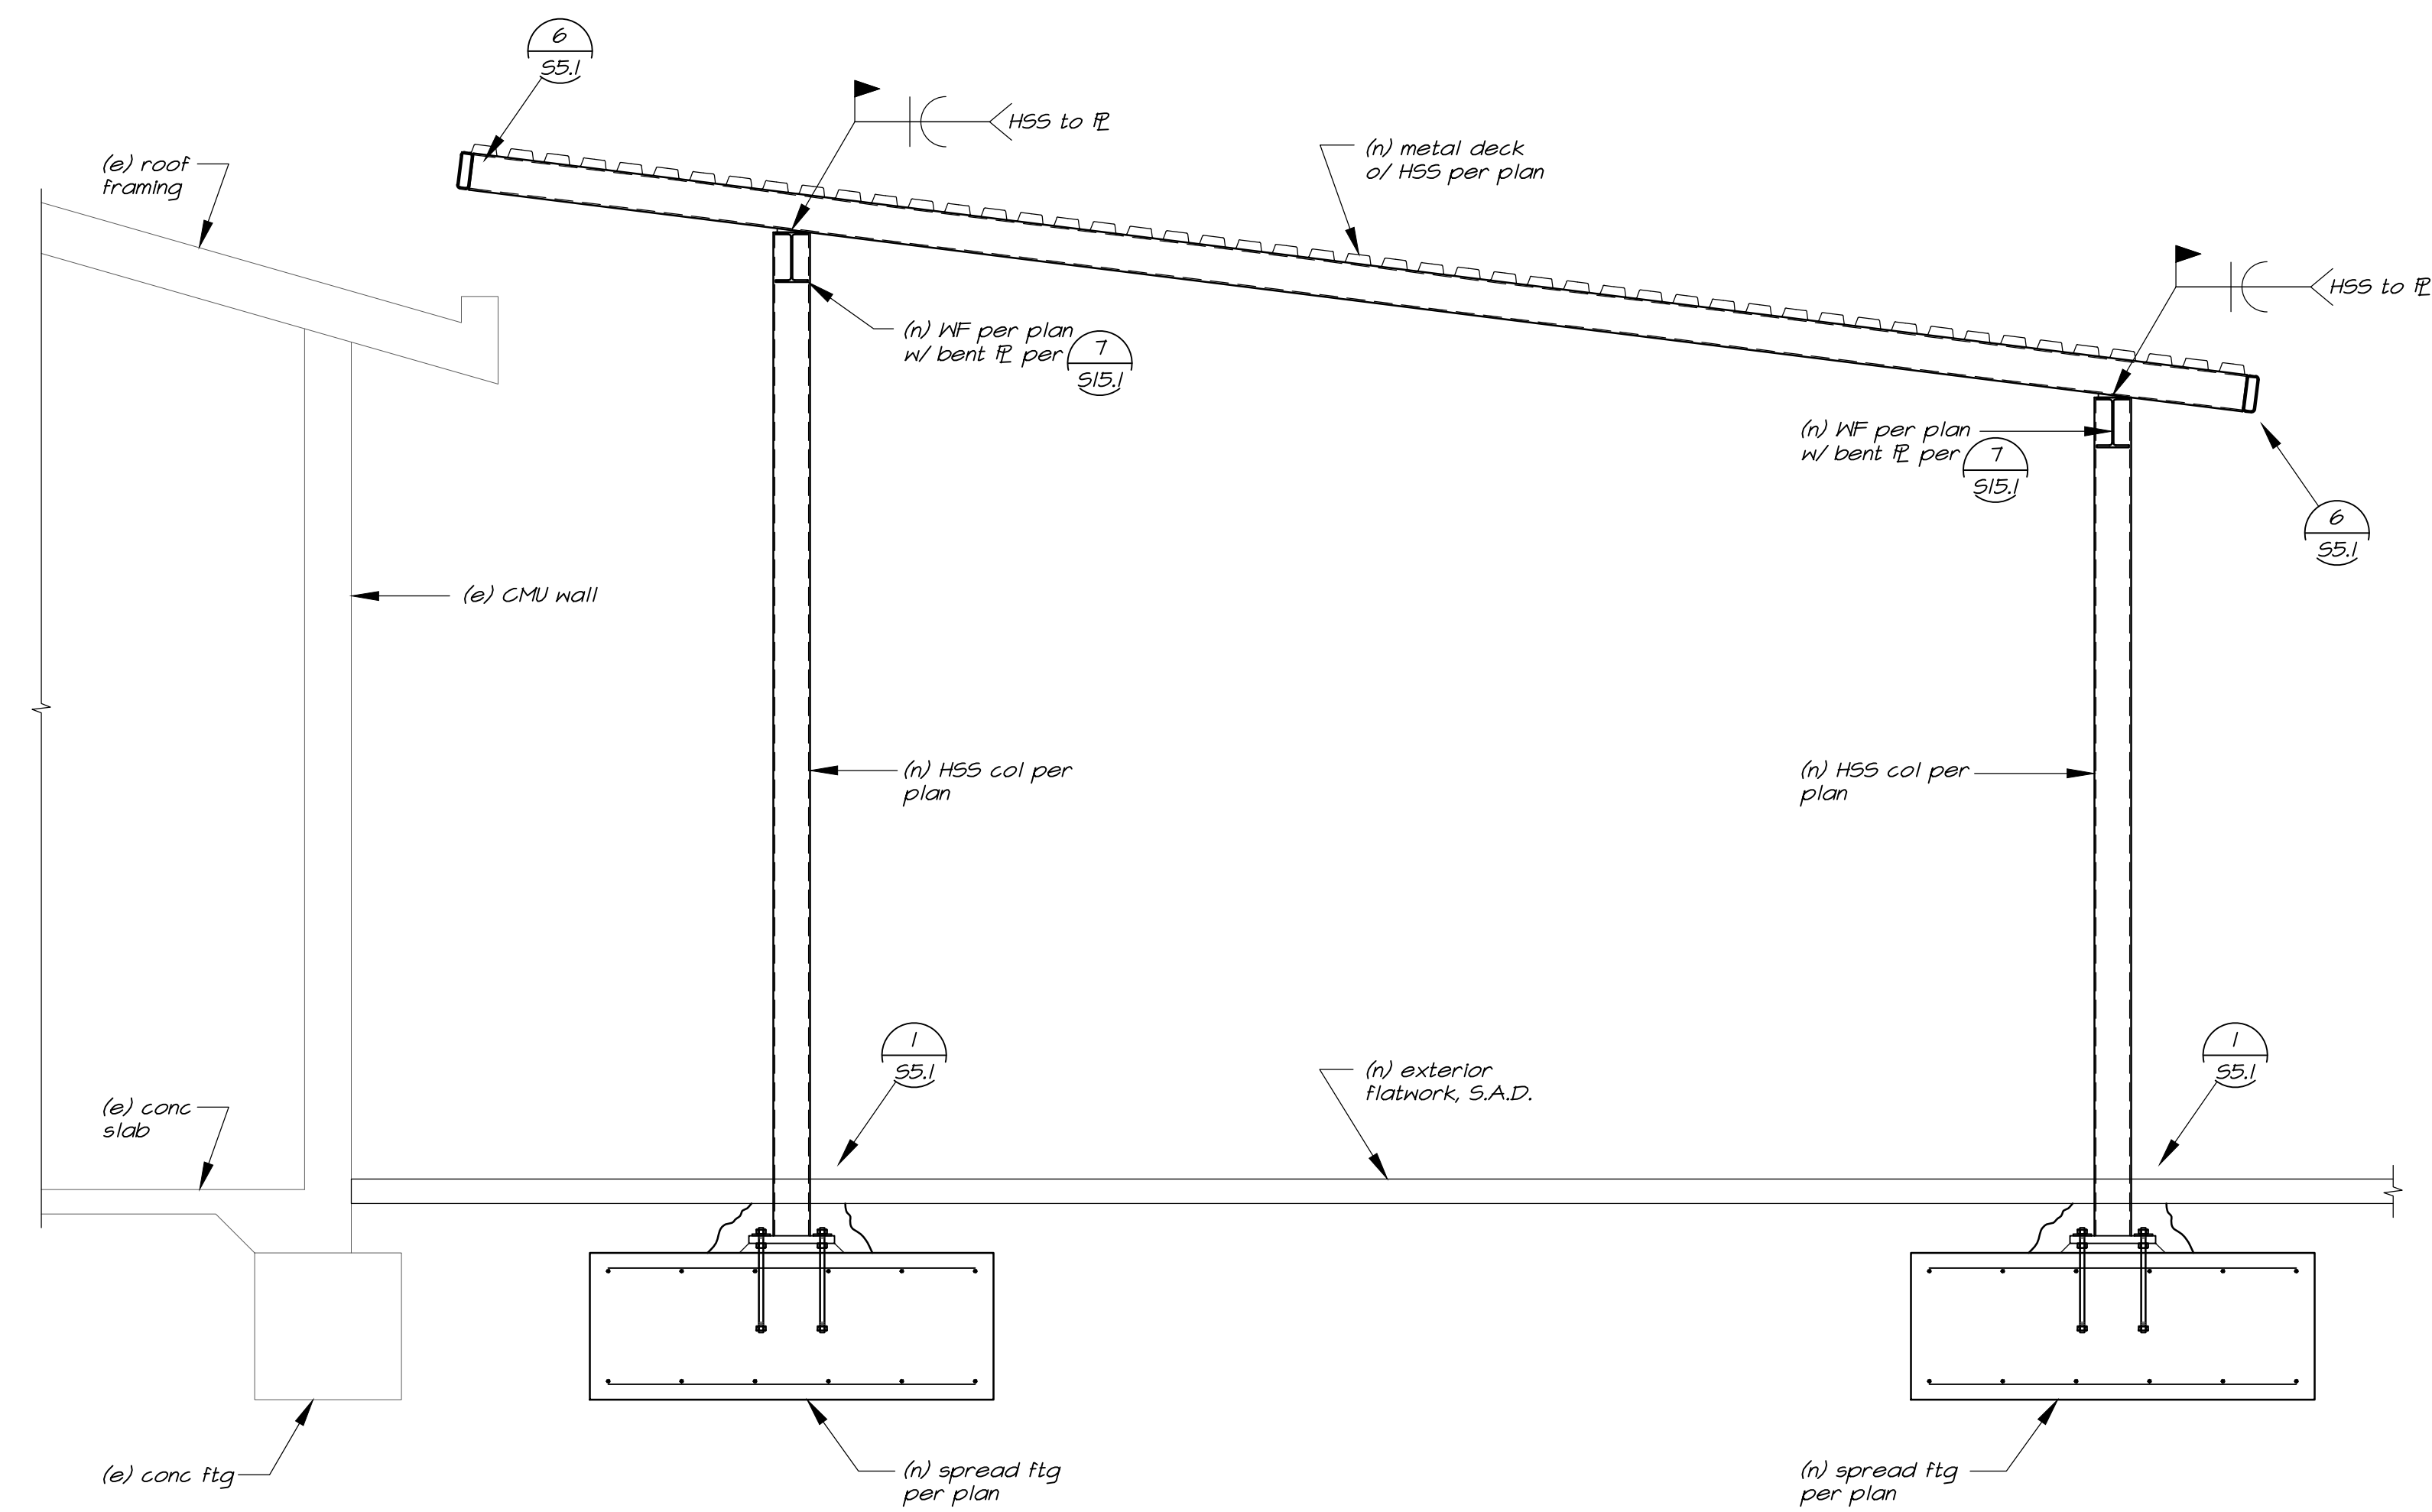 6
S5.1
HSS to PL
(e) roof
framing
(n) metal deck
o/ HSS per plan
HSS to PL
(n) WF per plan
w/ bent PL per
7
S15.1
(n) WF per plan
w/ bent PL per
7
S15.1
6
S5.1
(e) CMU wall
(n) HSS col per
plan
(n) HSS col per
plan
1
S5.1
(n) exterior
flatwork, S.A.D.
1
S5.1
(e) conc
slab
(e) conc ftg
(n) spread ftg
per plan
(n) spread ftg
per plan